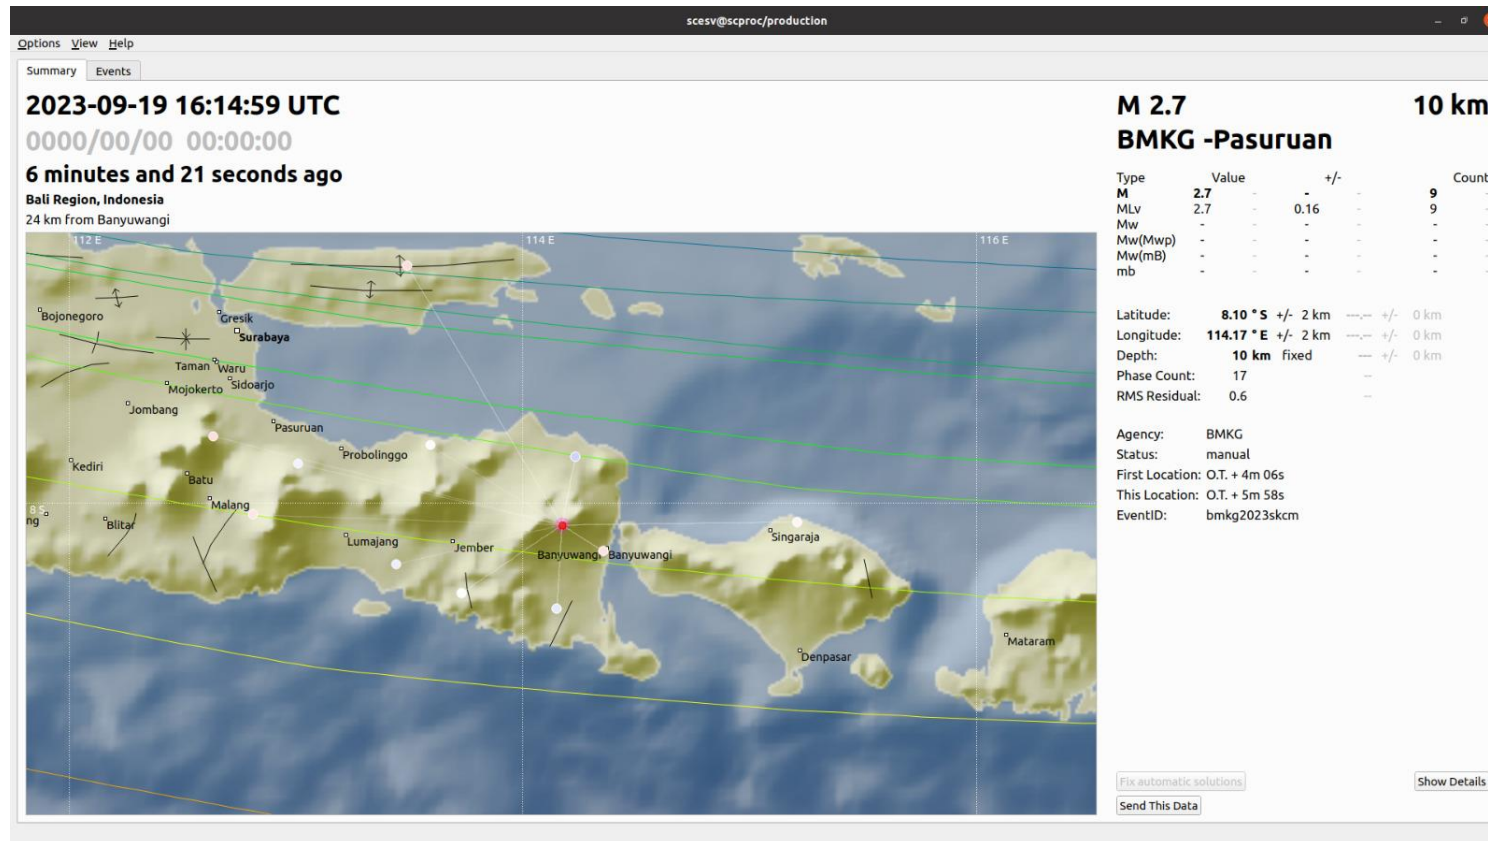 scesv@scproc/production
Options View Help
Summary Events
2023-09-19 16:14:59 UTC
0000/00/00 00:00:00
6 minutes and 21 seconds ago
Bali Region, Indonesia
24 km from Banyuwangi
112 E 114 E 116 E
Bojonegoro
Gresik
Surabaya
Taman Waru
Mojokerto Sidoarjo
Jombang
Pasuruan
Probolinggo
Kediri
Batu
Malang
8 S
ng
Blitar
Lumajang
Jember
Banyuwangi Banyuwangi
Singaraja
Mataram
Denpasar
M 2.7 10 km
BMKG -Pasuruan
Type Value +/- Count
M 2.7 - - - 9 -
MLv 2.7 - 0.16 - 9 -
Mw - - - - - -
Mw(Mwp) - - - - - -
Mw(mB) - - - - - -
mb - - - - - -
Latitude: 8.10 ° S +/- 2 km ---.-- +/- 0 km
Longitude: 114.17 ° E +/- 2 km ---.-- +/- 0 km
Depth: 10 km fixed --- +/- 0 km
Phase Count: 17 --
RMS Residual: 0.6 --
Agency: BMKG
Status: manual
First Location: O.T. + 4m 06s
This Location: O.T. + 5m 58s
EventID: bmkg2023skcm
Fix automatic solutions Show Details
Send This Data